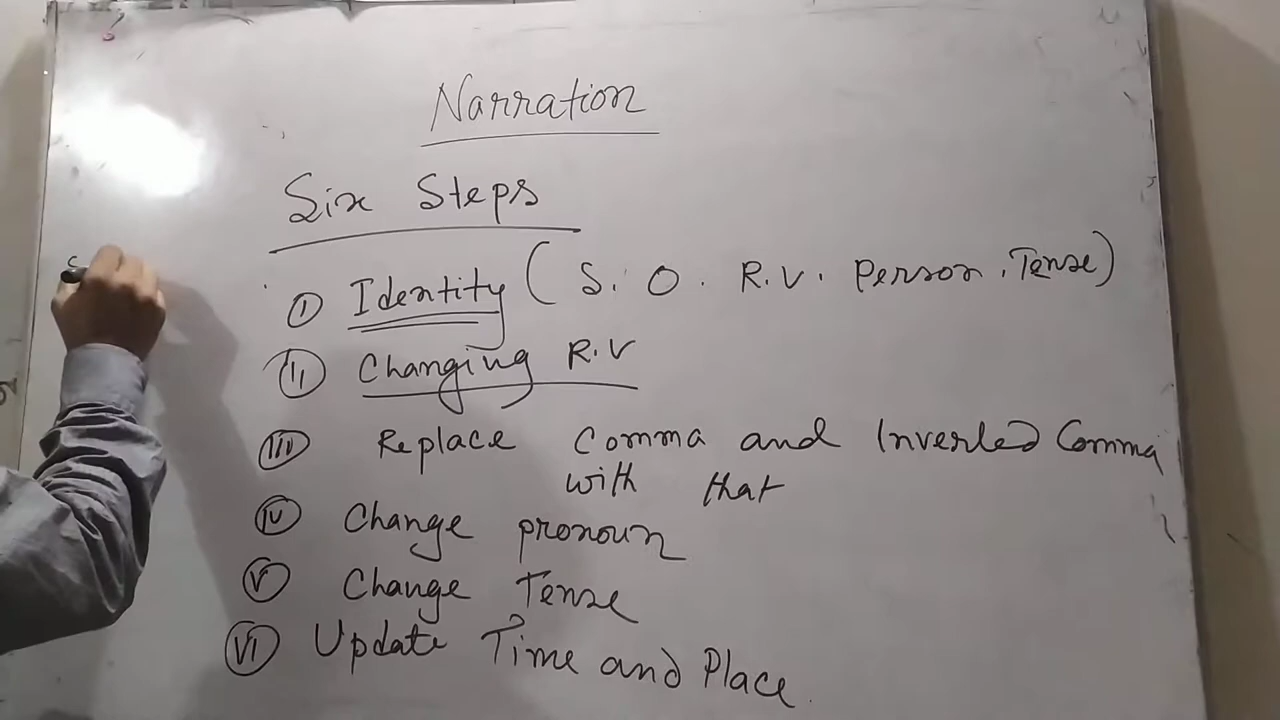 Narration
Six Steps
(i) Identity (S. O. R.V. Person, Tense)
(ii) Changing R.V
(iii) Replace Comma and Inverted Comma
with that
(iv) Change pronoun
(v) Change Tense
(vi) Update Time and Place.